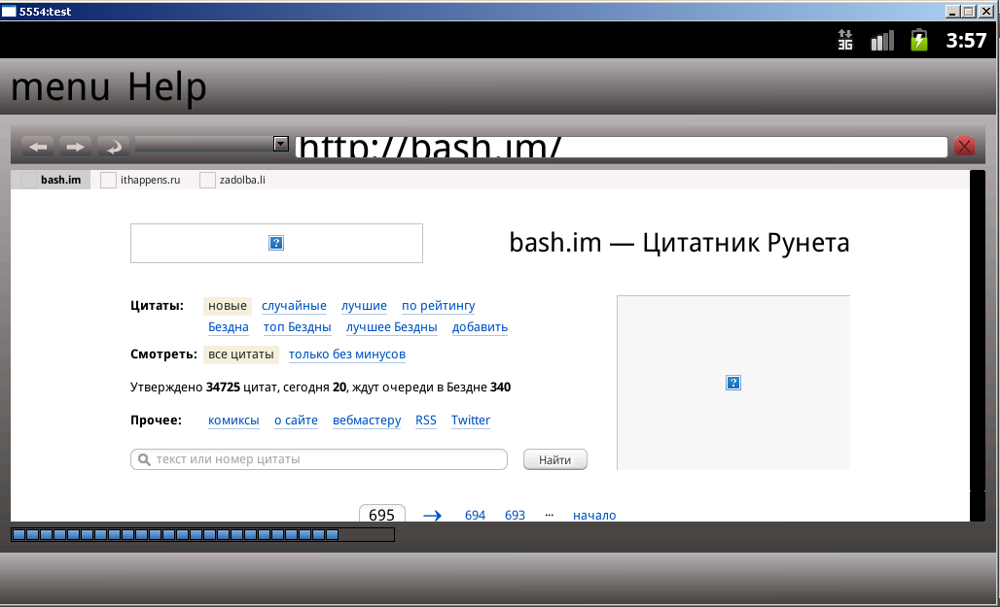 5554:test
3G 3:57
menu Help
http://bash.im/
bash.im ithappens.ru zadolba.li
bash.im — Цитатник Рунета
Цитаты: новые случайные лучшие по рейтингу
Бездна топ Бездны лучшее Бездны добавить
Смотреть: все цитаты только без минусов
Утверждено 34725 цитат, сегодня 20, ждут очереди в Бездне 340
Прочее: комиксы о сайте вебмастеру RSS Twitter
текст или номер цитаты Найти
695 → 694 693 ... начало